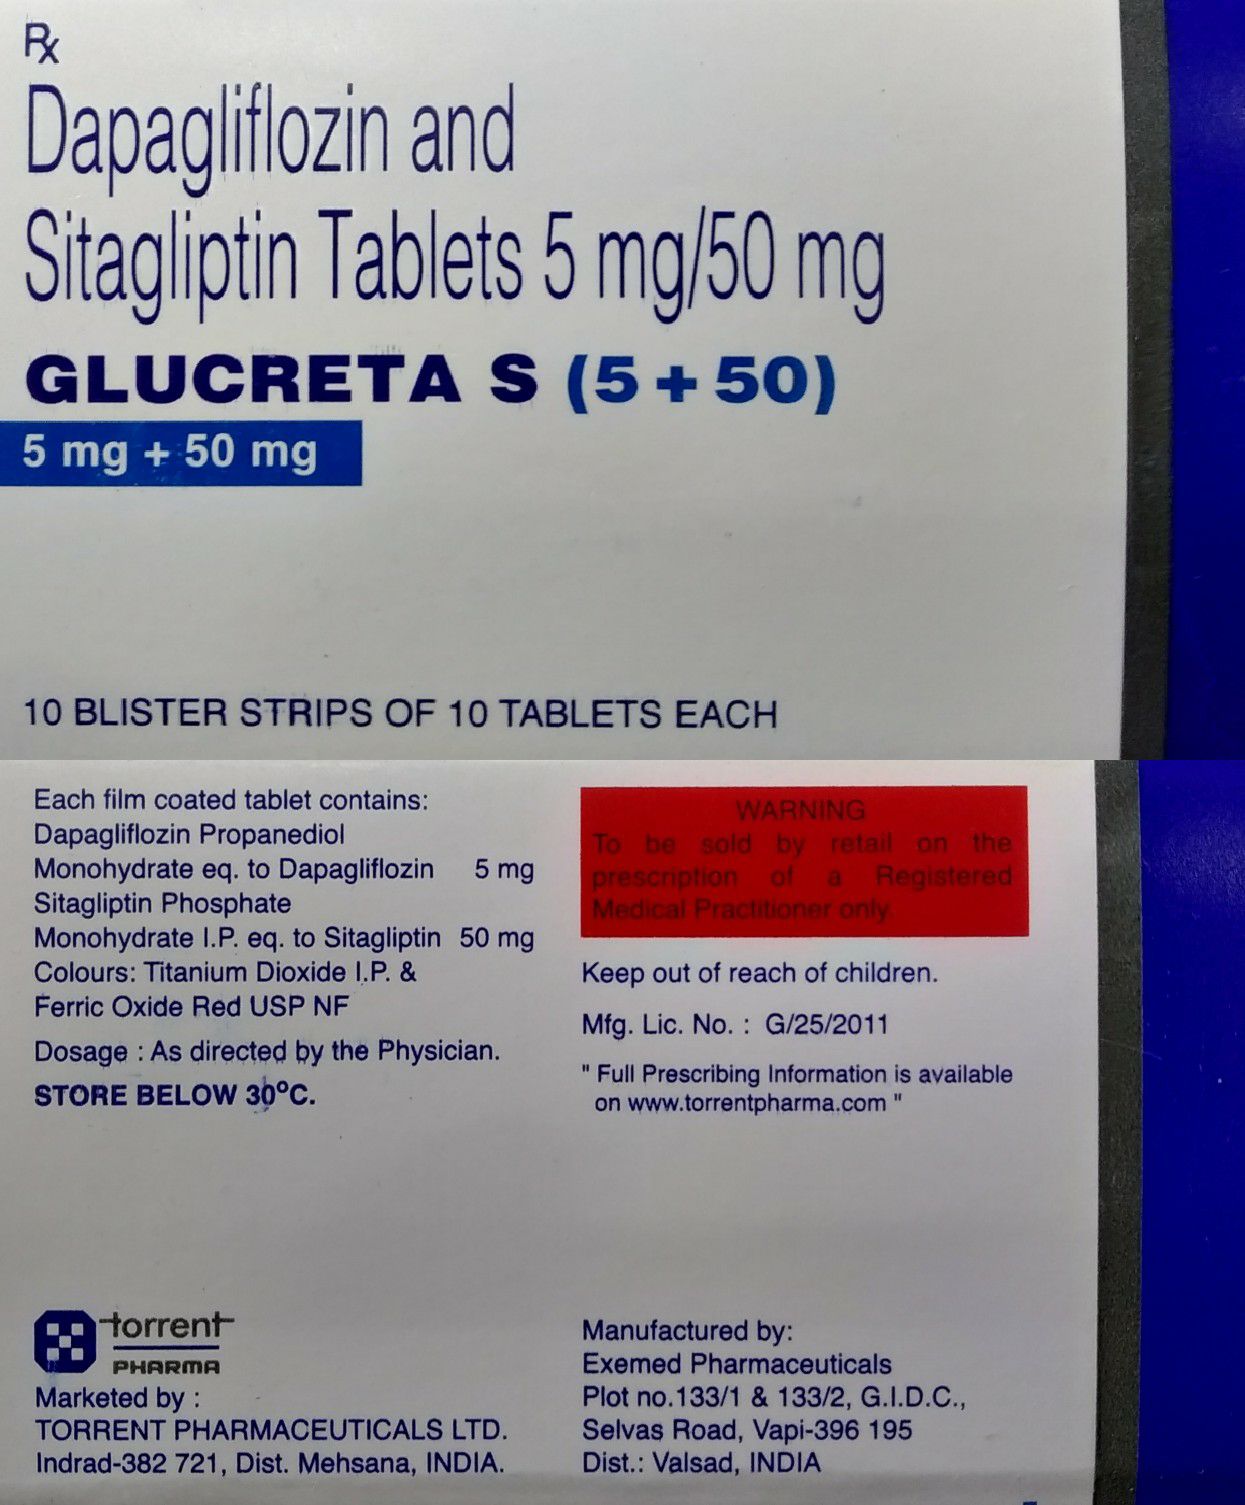 Rx
Dapagliflozin and
Sitagliptin Tablets 5 mg/50 mg
GLUCRETA S (5+50)
5 mg + 50 mg
10 BLISTER STRIPS OF 10 TABLETS EACH
Each film coated tablet contains:
Dapagliflozin Propanediol
Monohydrate eq. to Dapagliflozin 5 mg
Sitagliptin Phosphate
Monohydrate I.P. eq. to Sitagliptin 50 mg
Colours: Titanium Dioxide I.P. &
Ferric Oxide Red USP NF
Dosage : As directed by the Physician.
STORE BELOW 30°C.
WARNING
To be sold by retail on the
prescription of a Registered
Medical Practitioner only.
Keep out of reach of children.
Mfg. Lic. No. : G/25/2011
" Full Prescribing Information is available
on www.torrentpharma.com "
torrent
PHARMA
Marketed by :
TORRENT PHARMACEUTICALS LTD.
Indrad-382 721, Dist. Mehsana, INDIA.
Manufactured by:
Exemed Pharmaceuticals
Plot no.133/1 & 133/2, G.I.D.C.,
Selvas Road, Vapi-396 195
Dist.: Valsad, INDIA